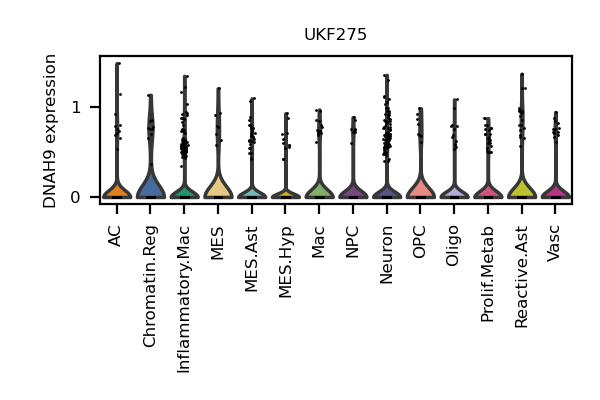 UKF275
DNAH9 expression
1
0
AC
Chromatin.Reg
Inflammatory.Mac
MES
MES.Ast
MES.Hyp
Mac
NPC
Neuron
OPC
Oligo
Prolif.Metab
Reactive.Ast
Vasc